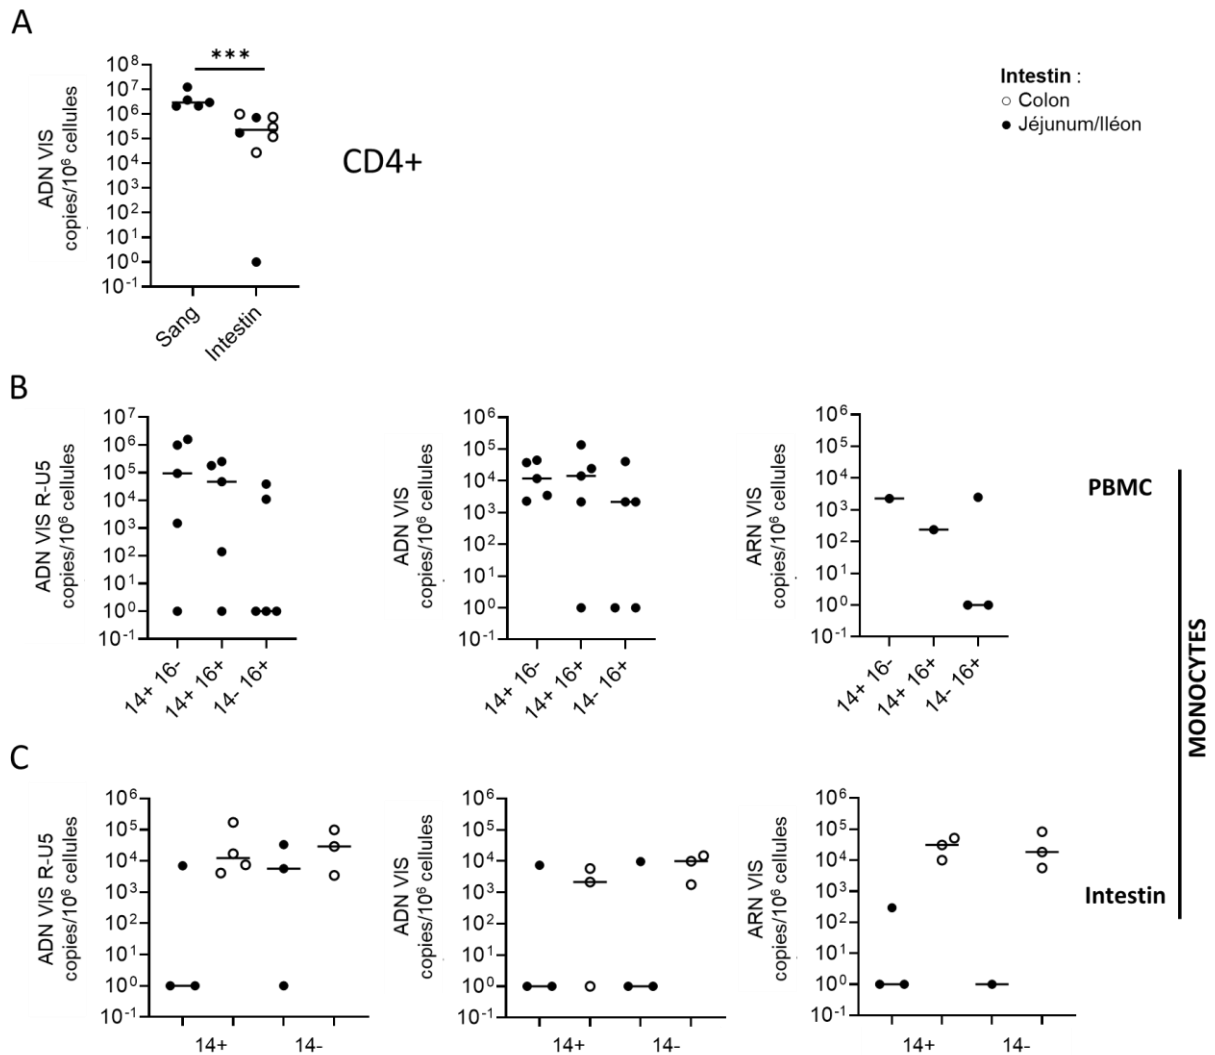 A
***
10⁸
10⁷
10⁶
10⁵
10⁴
10³
10²
10¹
10⁰
10⁻¹
ADN VIS
copies/10⁶ cellules
Sang
Intestin
CD4+
Intestin :
Colon
Jéjunum/Iléon
B
10⁷
10⁶
10⁵
10⁴
10³
10²
10¹
10⁰
10⁻¹
ADN VIS R-U5
copies/10⁶ cellules
14+ 16-
14+ 16+
14- 16+
10⁶
10⁵
10⁴
10³
10²
10¹
10⁰
10⁻¹
ADN VIS
copies/10⁶ cellules
14+ 16-
14+ 16+
14- 16+
10⁶
10⁵
10⁴
10³
10²
10¹
10⁰
10⁻¹
ARN VIS
copies/10⁶ cellules
14+ 16-
14+ 16+
14- 16+
PBMC
MONOCYTES
C
10⁶
10⁵
10⁴
10³
10²
10¹
10⁰
10⁻¹
ADN VIS R-U5
copies/10⁶ cellules
14+
14-
10⁶
10⁵
10⁴
10³
10²
10¹
10⁰
10⁻¹
ADN VIS
copies/10⁶ cellules
14+
14-
10⁶
10⁵
10⁴
10³
10²
10¹
10⁰
10⁻¹
ARN VIS
copies/10⁶ cellules
14+
14-
Intestin